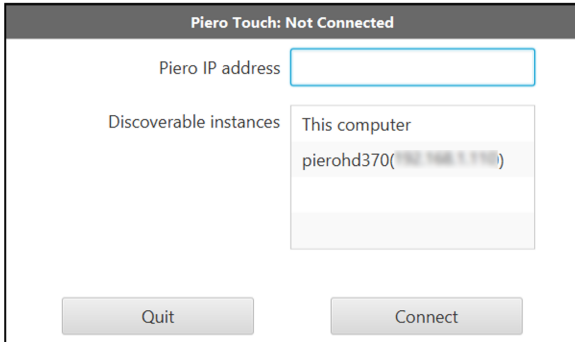 Piero Touch: Not Connected
Piero IP address
Discoverable instances
This computer
pierohd370( )
Quit
Connect